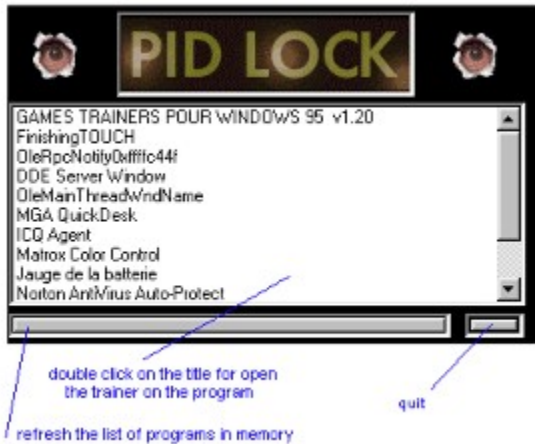 PID LOCK
GAMES TRAINERS POUR WINDOWS 95 v1.20
FinishingTOUCH
OleRpcNotify0xffffc44f
DDE Server Window
OleMainThreadWndName
MGA QuickDesk
ICQ Agent
Matrox Color Control
Jauge de la batterie
Norton AntiVirus Auto-Protect
double click on the title for open
the trainer on the program
quit
refresh the list of programs in memory